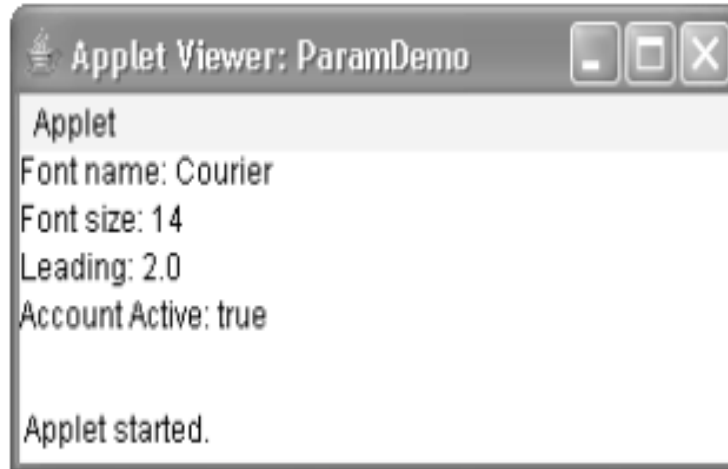 Applet Viewer: ParamDemo
Applet
Font name: Courier
Font size: 14
Leading: 2.0
Account Active: true
Applet started.